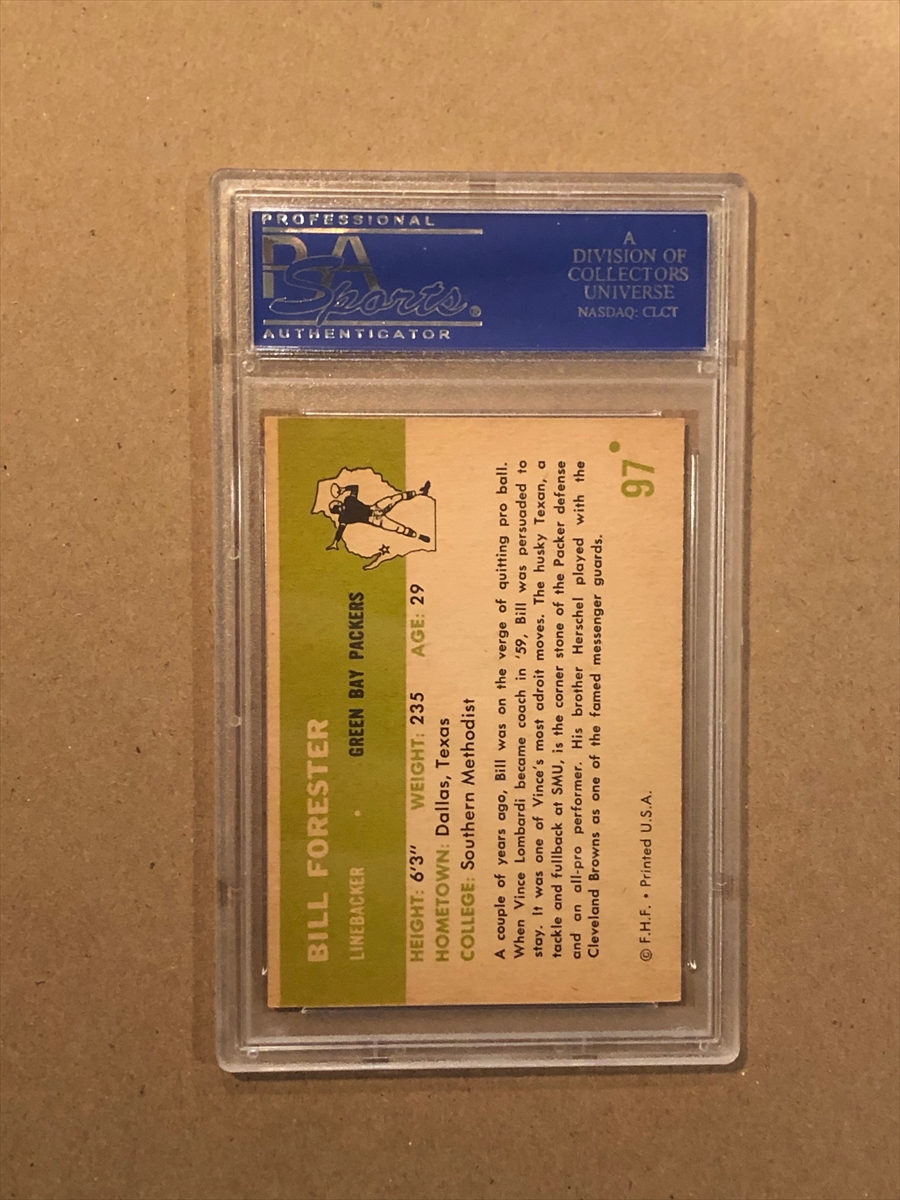 PROFESSIONAL
PSA
Sports®
AUTHENTICATOR
A
DIVISION OF
COLLECTORS
UNIVERSE
NASDAQ: CLCT
BILL FORESTER
LINEBACKER • GREEN BAY PACKERS
HEIGHT: 6'3" WEIGHT: 235 AGE: 29
HOMETOWN: Dallas, Texas
COLLEGE: Southern Methodist
A couple of years ago, Bill was on the verge of quitting pro ball.
When Vince Lombardi became coach in '59, Bill was persuaded to
stay. It was one of Vince's most adroit moves. The husky Texan, a
tackle and fullback at SMU, is the corner stone of the Packer defense
and an all-pro performer. His brother Herschel played with the
Cleveland Browns as one of the famed messenger guards.
97
© F.H.F. • Printed U.S.A.